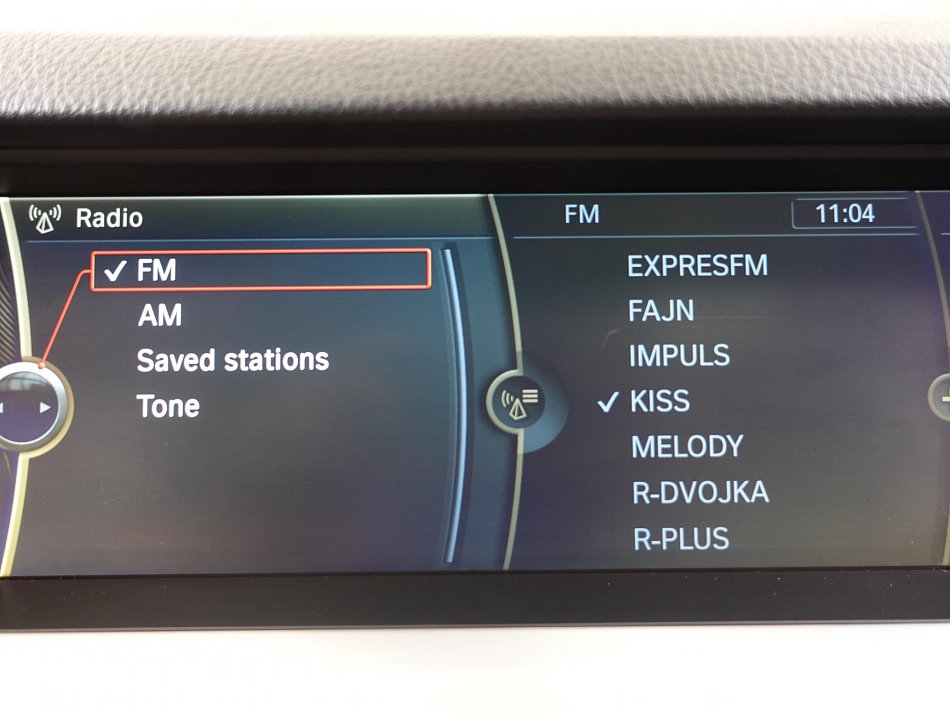 Radio
✓ FM
AM
Saved stations
Tone
FM 11:04
EXPRESFM
FAJN
IMPULS
✓ KISS
MELODY
R-DVOJKA
R-PLUS